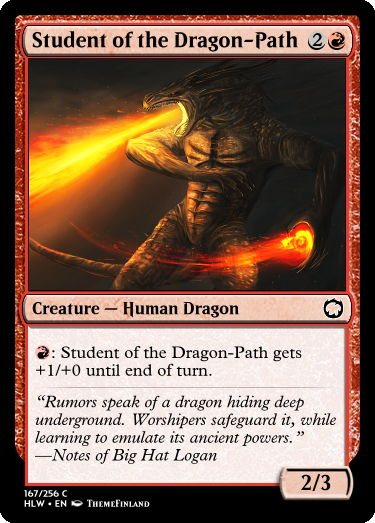 Student of the Dragon-Path 2
Creature — Human Dragon
: Student of the Dragon-Path gets
+1/+0 until end of turn.
“Rumors speak of a dragon hiding deep
underground. Worshipers safeguard it, while
learning to emulate its ancient powers.”
—Notes of Big Hat Logan
2/3
167/256 C
HLW • EN ThemeFinland